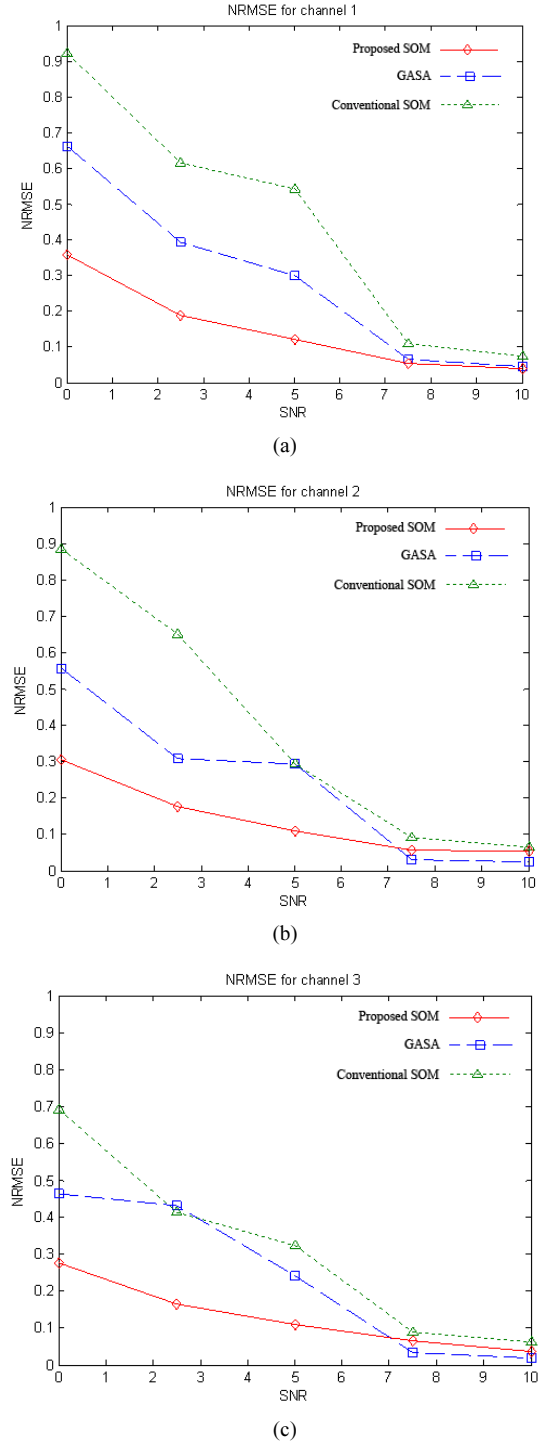 NRMSE for channel 1
1
0.9
0.8
0.7
0.6
0.5
0.4
0.3
0.2
0.1
0
NRMSE
Proposed SOM
GASA
Conventional SOM
0 1 2 3 4 5 6 7 8 9 10
SNR
(a)
NRMSE for channel 2
1
0.9
0.8
0.7
0.6
0.5
0.4
0.3
0.2
0.1
0
NRMSE
Proposed SOM
GASA
Conventional SOM
0 1 2 3 4 5 6 7 8 9 10
SNR
(b)
NRMSE for channel 3
1
0.9
0.8
0.7
0.6
0.5
0.4
0.3
0.2
0.1
0
NRMSE
Proposed SOM
GASA
Conventional SOM
0 1 2 3 4 5 6 7 8 9 10
SNR
(c)